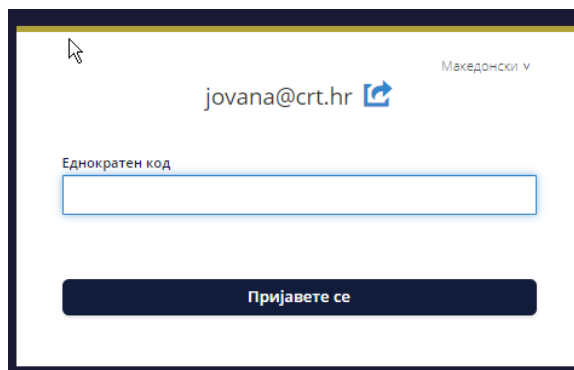 Македонски v
jovana@crt.hr
Еднократен код
Пријавете се